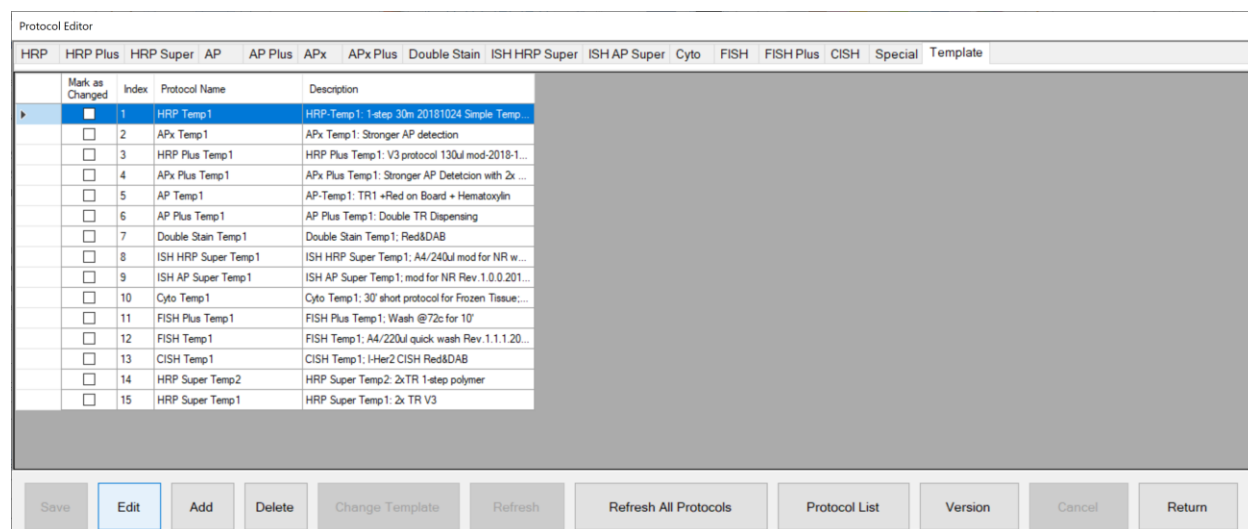 Protocol Editor
HRP HRP Plus HRP Super AP AP Plus APx APx Plus Double Stain ISH HRP Super ISH AP Super Cyto FISH FISH Plus CISH Special Template
Mark as Changed Index Protocol Name Description
1 HRP Temp1 HRP-Temp1: 1-step 30m 20181024 Simple Temp...
2 APx Temp1 APx Temp1: Stronger AP detection
3 HRP Plus Temp1 HRP Plus Temp1: V3 protocol 130ul mod-2018-1...
4 APx Plus Temp1 APx Plus Temp1: Stronger AP Detetcion with 2x ...
5 AP Temp1 AP-Temp1: TR1 +Red on Board + Hematoxylin
6 AP Plus Temp1 AP Plus Temp1: Double TR Dispensing
7 Double Stain Temp1 Double Stain Temp1; Red&DAB
8 ISH HRP Super Temp1 ISH HRP Super Temp1; A4/240ul mod for NR w...
9 ISH AP Super Temp1 ISH AP Super Temp1; mod for NR Rev.1.0.0.201...
10 Cyto Temp1 Cyto Temp1; 30' short protocol for Frozen Tissue;...
11 FISH Plus Temp1 FISH Plus Temp1; Wash @72c for 10'
12 FISH Temp1 FISH Temp1; A4/220ul quick wash Rev.1.1.1.20...
13 CISH Temp1 CISH Temp1; I-Her2 CISH Red&DAB
14 HRP Super Temp2 HRP Super Temp2: 2xTR 1-step polymer
15 HRP Super Temp1 HRP Super Temp1: 2x TR V3
Save Edit Add Delete Change Template Refresh Refresh All Protocols Protocol List Version Cancel Return